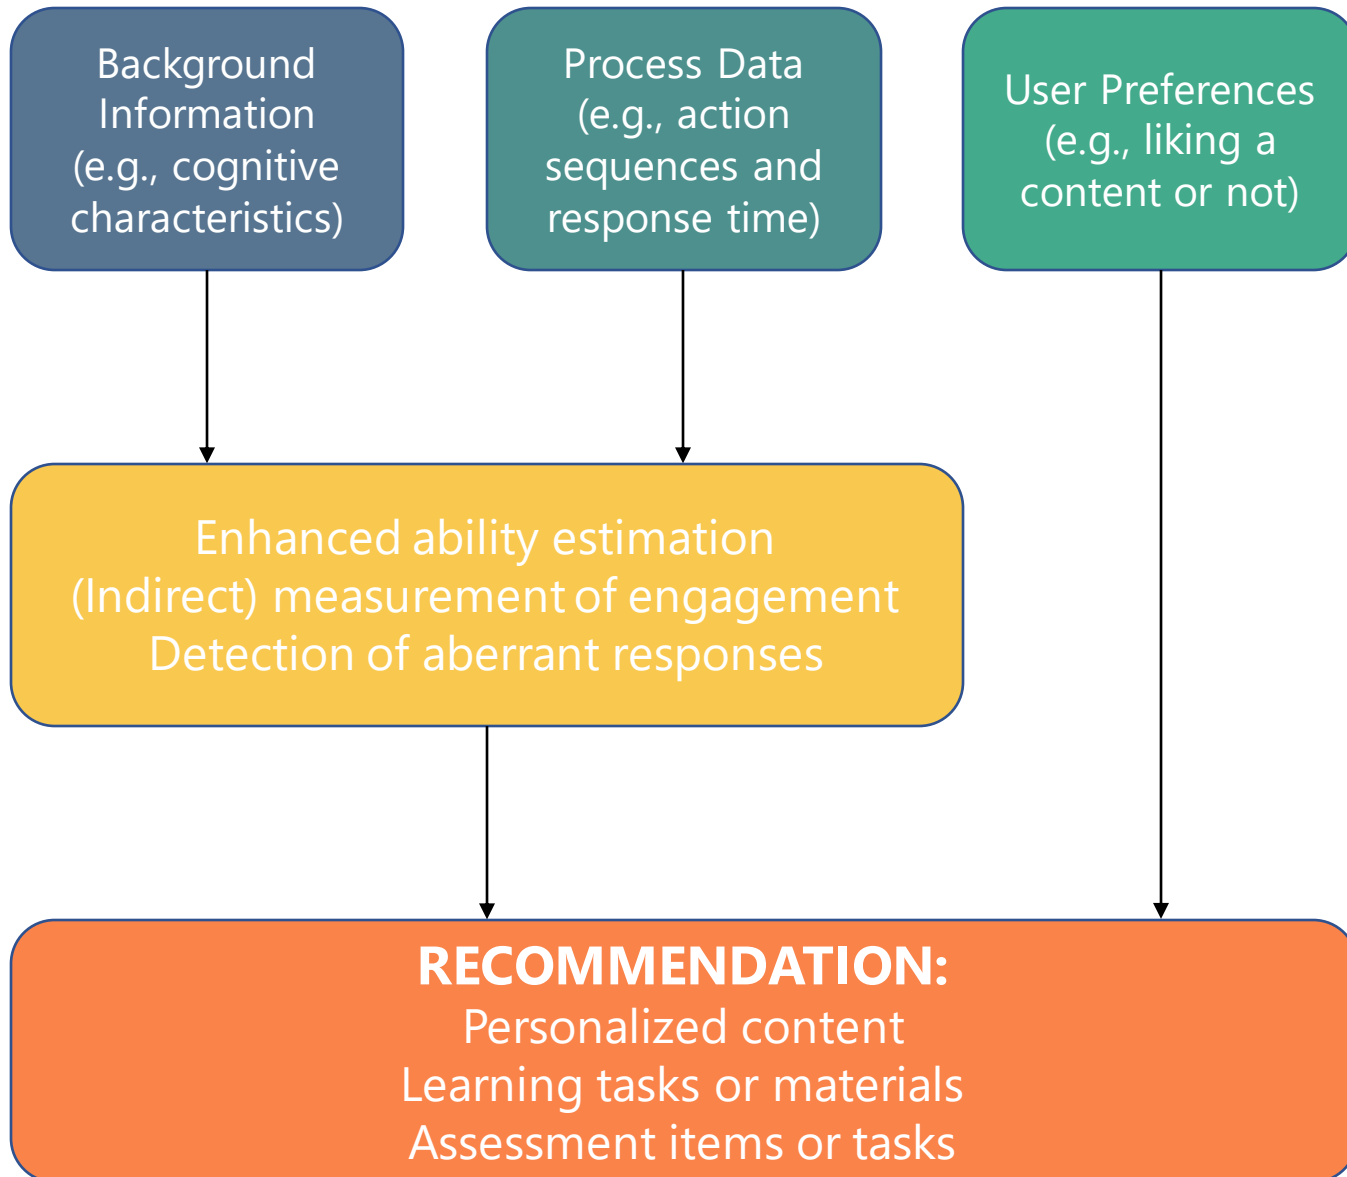 Background
Information
(e.g., cognitive
characteristics)
Process Data
(e.g., action
sequences and
response time)
User Preferences
(e.g., liking a
content or not)
Enhanced ability estimation
(Indirect) measurement of engagement
Detection of aberrant responses
RECOMMENDATION:
Personalized content
Learning tasks or materials
Assessment items or tasks